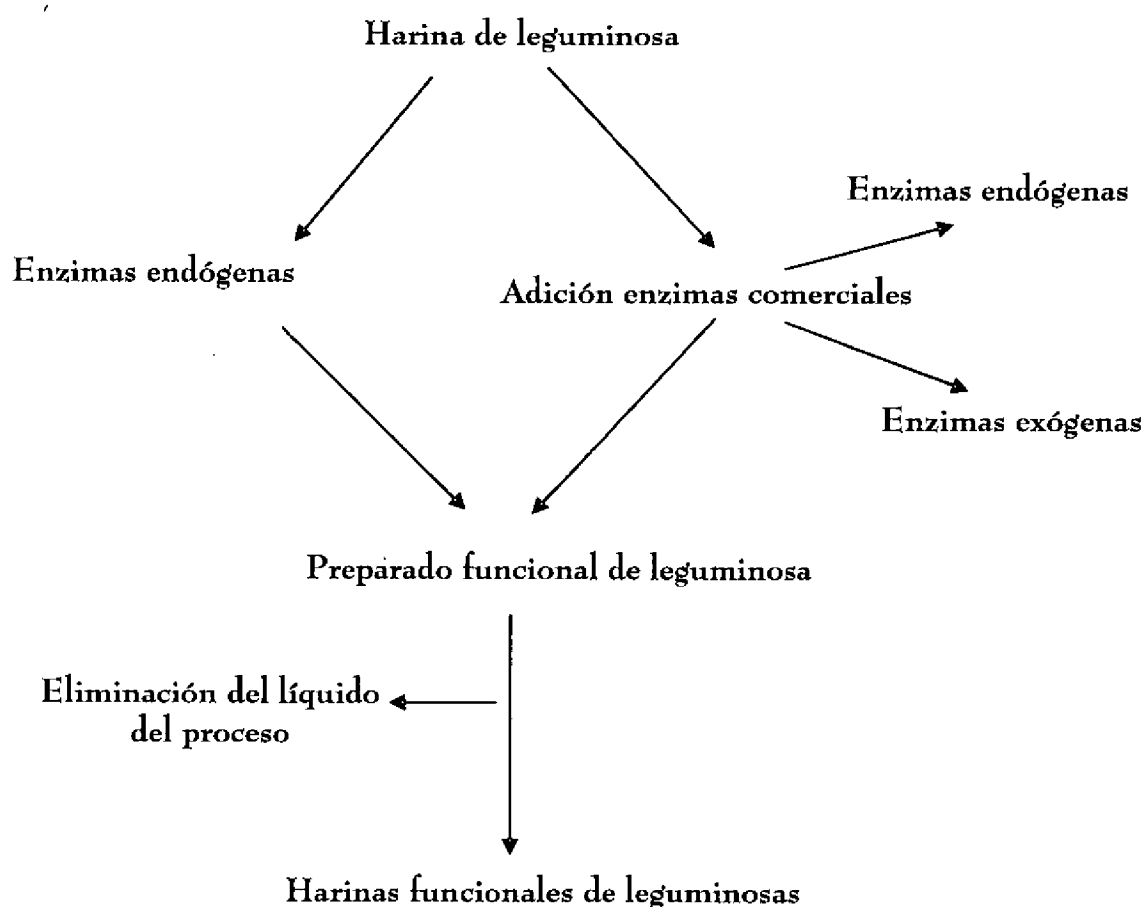 Harina de leguminosa
Enzimas endógenas
Enzimas endógenas
Adición enzimas comerciales
Enzimas exógenas
Preparado funcional de leguminosa
Eliminación del líquido
del proceso
Harinas funcionales de leguminosas